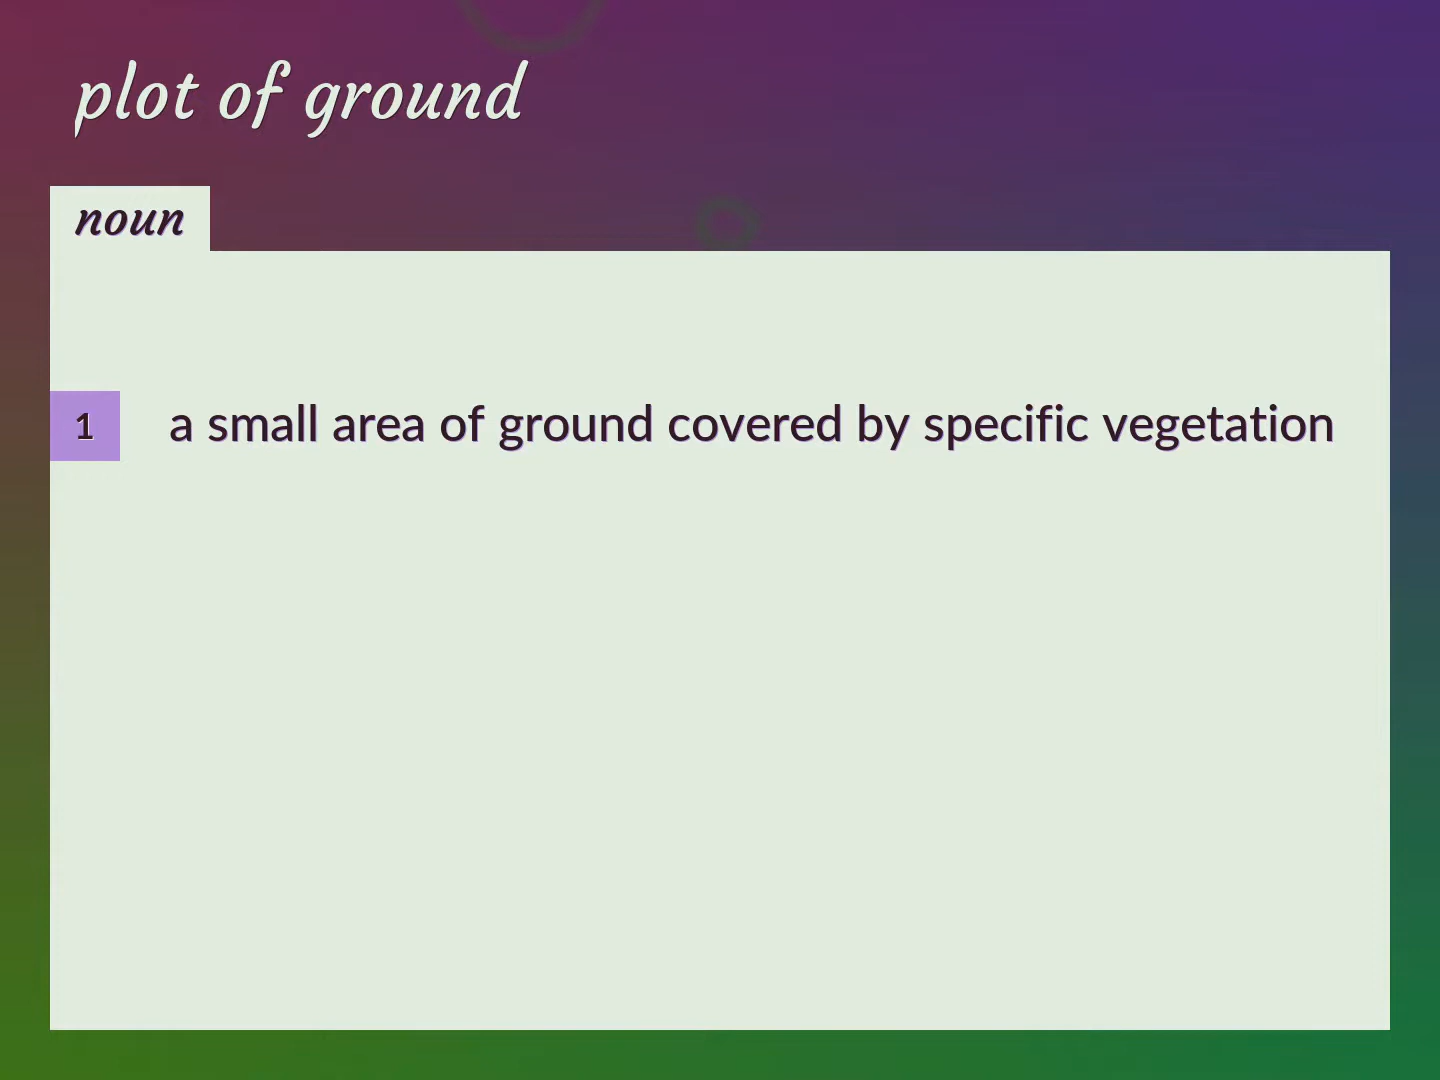 plot of ground
noun
1 a small area of ground covered by specific vegetation